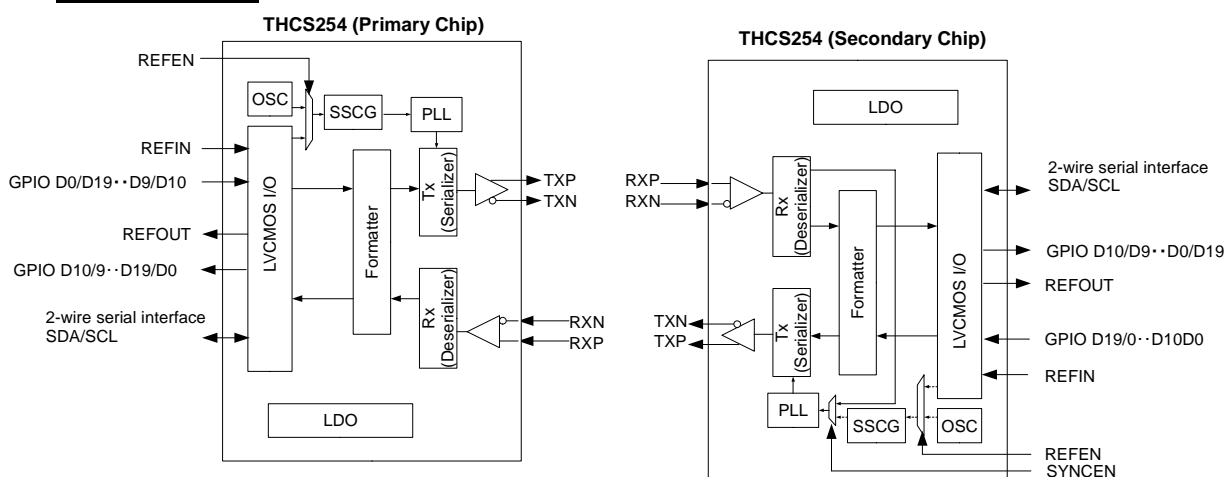 THCS254 (Primary Chip)
REFEN
OSC
SSCG
PLL
REFIN
GPIO D0/D19··D9/D10
REFOUT
GPIO D10/9··D19/D0
2-wire serial interface
SDA/SCL
LVCMOS I/O
Formatter
Tx
(Serializer)
TXP
TXN
Rx
(Deserializer)
RXN
RXP
LDO
THCS254 (Secondary Chip)
LDO
RXP
RXN
Rx
(Deserializer)
Formatter
LVCMOS I/O
2-wire serial interface
SDA/SCL
GPIO D10/D9··D0/D19
REFOUT
TXN
TXP
Tx
(Serializer)
GPIO D19/0··D10D0
REFIN
PLL
SSCG
OSC
REFEN
SYNCEN